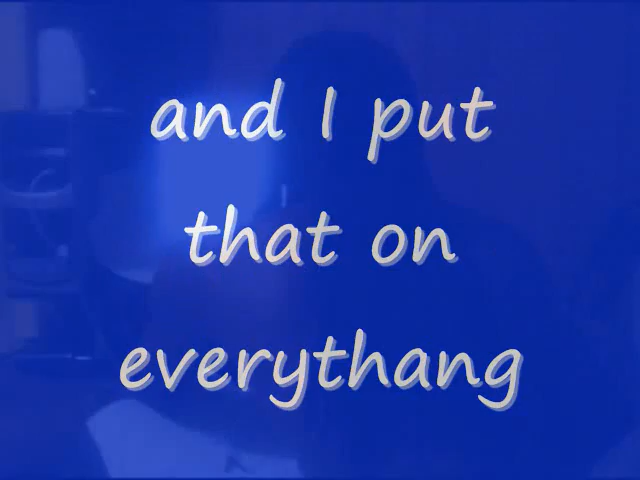 and I put
that on
everythang